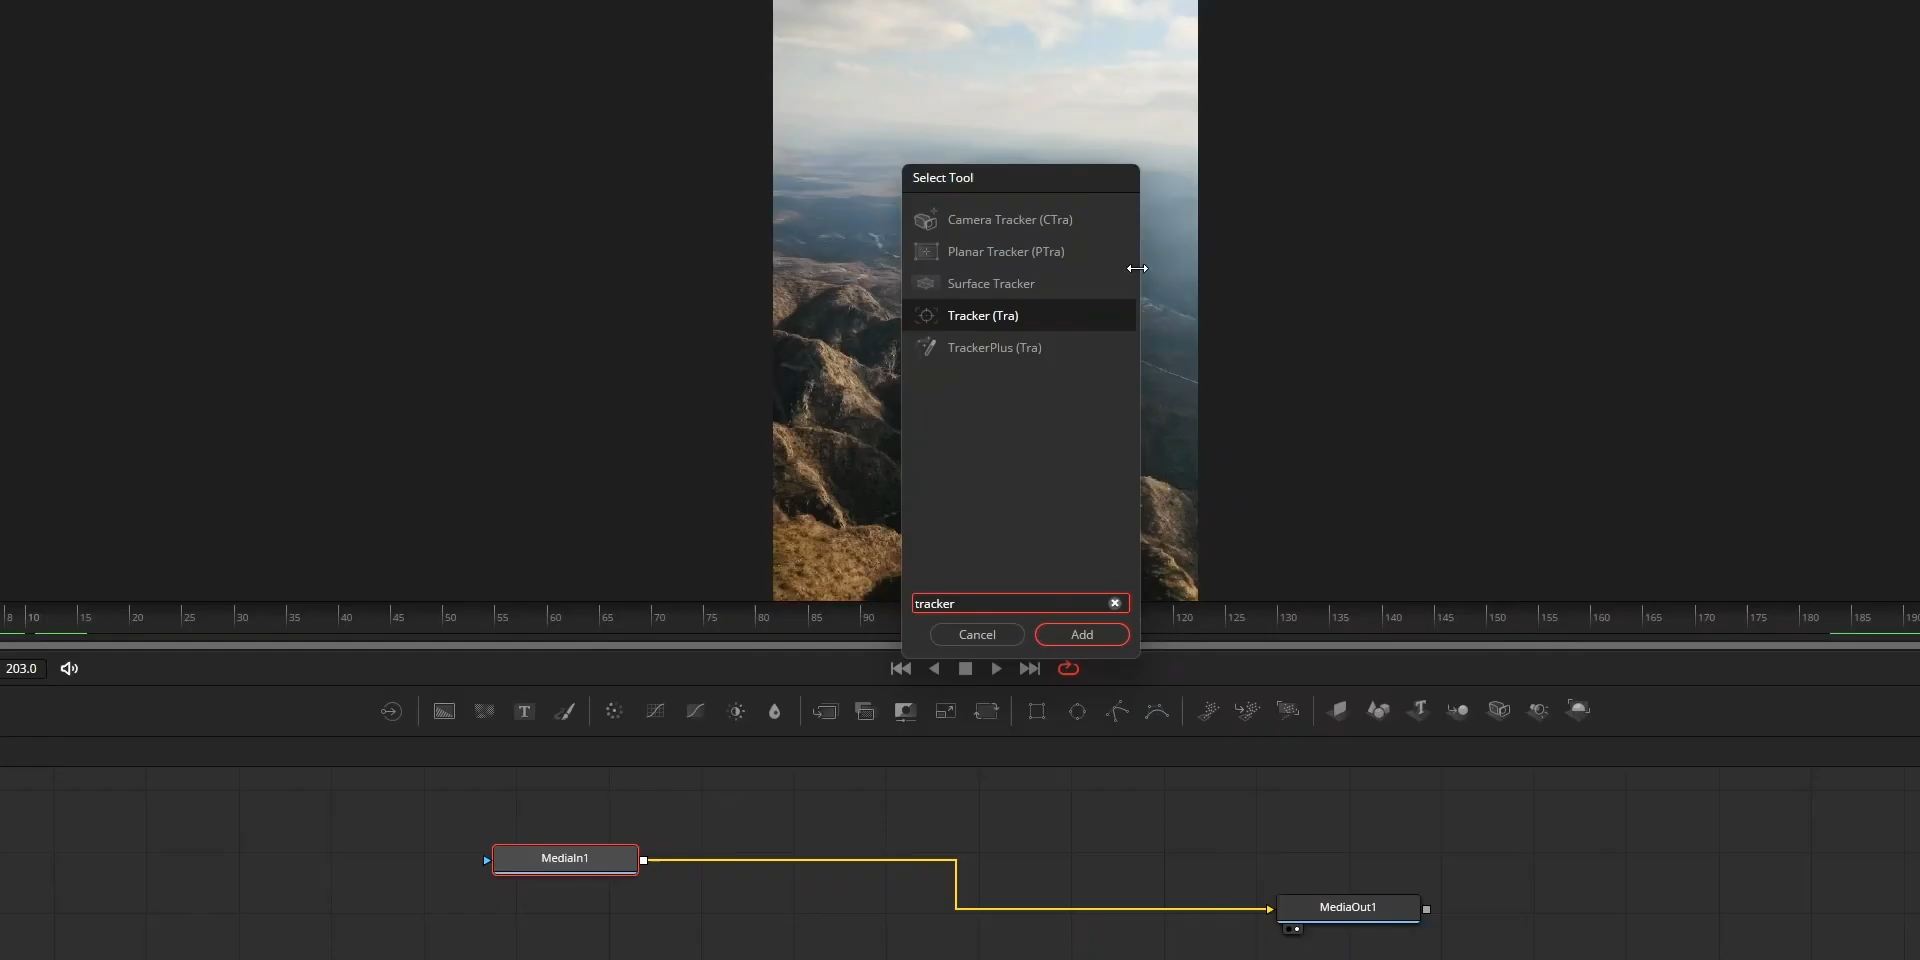 Select Tool
Camera Tracker (CTra)
Planar Tracker (PTra)
Surface Tracker
Tracker (Tra)
TrackerPlus (Tra)
tracker
Cancel Add
8 10 15 20 25 30 35 40 45 50 55 60 65 70 75 80 85 90 120 125 130 135 140 145 150 155 160 165 170 175 180 185 190
203.0
T
T
MediaIn1
MediaOut1